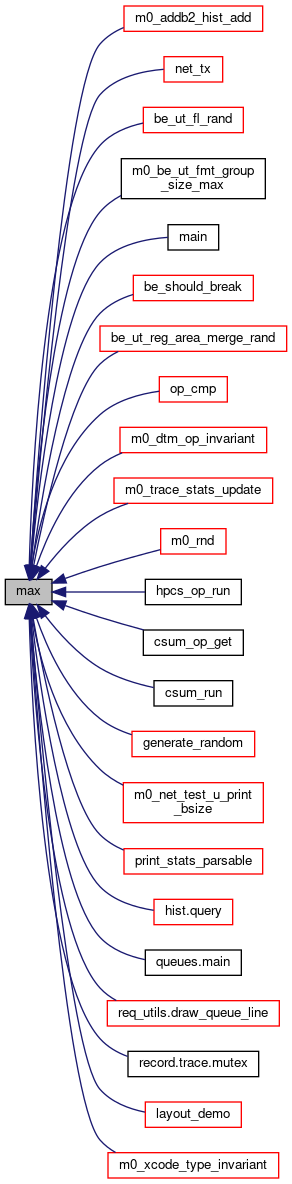 m0_addb2_hist_add
net_tx
be_ut_fl_rand
m0_be_ut_fmt_group
_size_max
main
be_should_break
be_ut_reg_area_merge_rand
op_cmp
m0_dtm_op_invariant
m0_trace_stats_update
m0_rnd
max
hpcs_op_run
csum_op_get
csum_run
generate_random
m0_net_test_u_print
_bsize
print_stats_parsable
hist.query
queues.main
req_utils.draw_queue_line
record.trace.mutex
layout_demo
m0_xcode_type_invariant